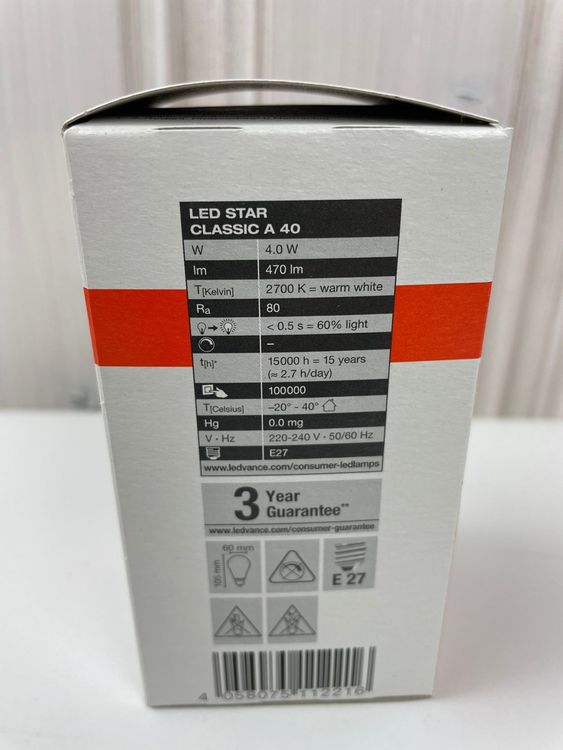 LED STAR
CLASSIC A 40
W 4.0 W
lm 470 lm
T[Kelvin] 2700 K = warm white
Ra 80
< 0.5 s = 60% light
–
t[h]* 15000 h = 15 years
(≈ 2.7 h/day)
100000
T[Celsius] –20° - 40°
Hg 0.0 mg
V · Hz 220-240 V · 50/60 Hz
E27
www.ledvance.com/consumer-ledlamps
3 Year
Guarantee**
www.ledvance.com/consumer-guarantee
60 mm
105 mm
E 27
4 058075 112216